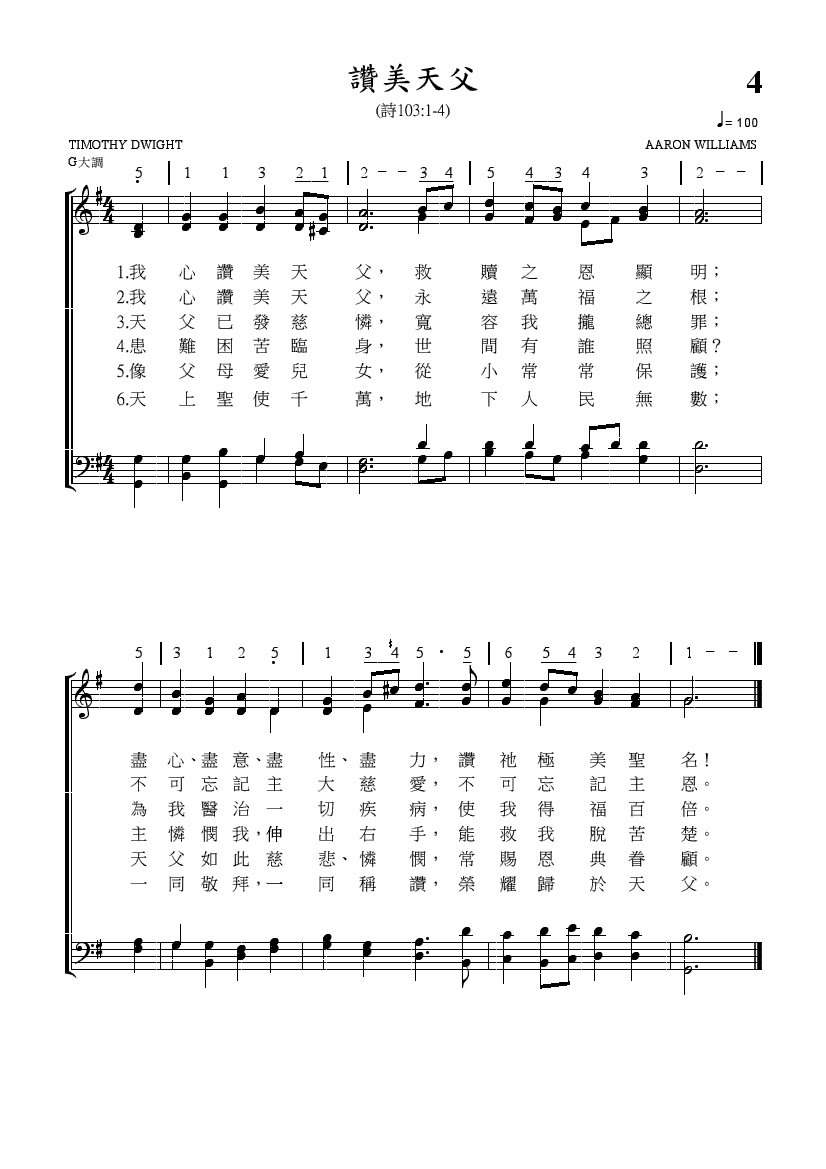 讚美天父
4
(詩103:1-4)
♩= 100
TIMOTHY DWIGHT
AARON WILLIAMS
G大調
5 | 1 1 3 2 1 | 2 - - 3 4 | 5 4 3 4 3 | 2 - - |
1.我 心 讚 美 天 父，救 贖 之 恩 顯 明；
2.我 心 讚 美 天 父，永 遠 萬 福 之 根；
3.天 父 已 發 慈 憐，寬 容 我 攏 總 罪；
4.患 難 困 苦 臨 身，世 間 有 誰 照 顧？
5.像 父 母 愛 兒 女，從 小 常 常 保 護；
6.天 上 聖 使 千 萬，地 下 人 民 無 數；
5 | 3 1 2 5 | 1 3 4 5 · 5 | 6 5 4 3 2 | 1 - -
盡 心、盡 意、盡 性、盡 力，讚 祂 極 美 聖 名！
不 可 忘 記 主 大 慈 愛，不 可 忘 記 主 恩。
為 我 醫 治 一 切 疾 病，使 我 得 福 百 倍。
主 憐 憫 我，伸 出 右 手，能 救 我 脫 苦 楚。
天 父 如 此 慈 悲、憐 憫，常 賜 恩 典 眷 顧。
一 同 敬 拜，一 同 稱 讚，榮 耀 歸 於 天 父。